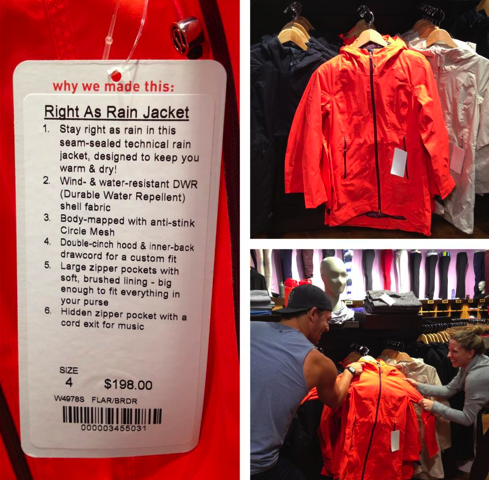 why we made this:
Right As Rain Jacket
1. Stay right as rain in this
seam-sealed technical rain
jacket, designed to keep you
warm & dry!
2. Wind- & water-resistant DWR
(Durable Water Repellent)
shell fabric
3. Body-mapped with anti-stink
Circle Mesh
4. Double-cinch hood & inner-back
drawcord for a custom fit
5. Large zipper pockets with
soft, brushed lining - big
enough to fit everything in
your purse
6. Hidden zipper pocket with a
cord exit for music
SIZE
4 $198.00
W4978S FLAR/BRDR
000003455031